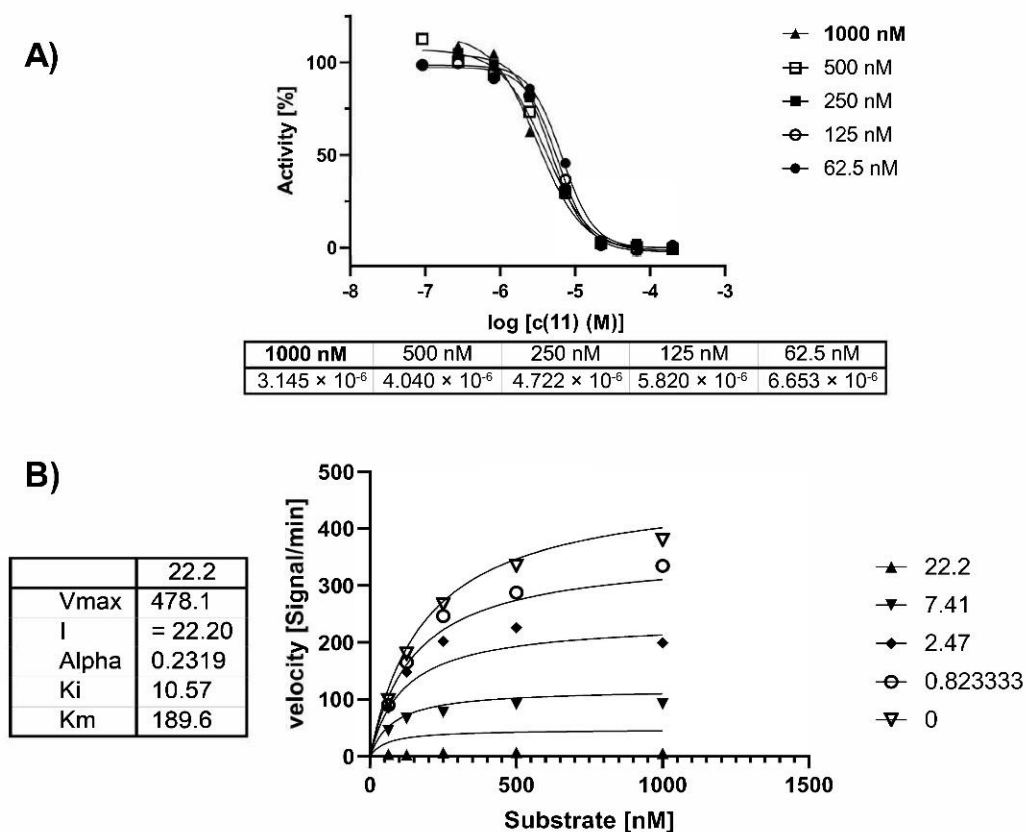 A)
Activity [%]
100
50
0
-8 -7 -6 -5 -4 -3
log [c(11) (M)]
1000 nM
500 nM
250 nM
125 nM
62.5 nM
1000 nM 500 nM 250 nM 125 nM 62.5 nM
3.145 × 10⁻⁶ 4.040 × 10⁻⁶ 4.722 × 10⁻⁶ 5.820 × 10⁻⁶ 6.653 × 10⁻⁶
B)
22.2
Vmax 478.1
I = 22.20
Alpha 0.2319
Ki 10.57
Km 189.6
velocity [Signal/min]
500
400
300
200
100
0
0 500 1000 1500
Substrate [nM]
22.2
7.41
2.47
0.823333
0